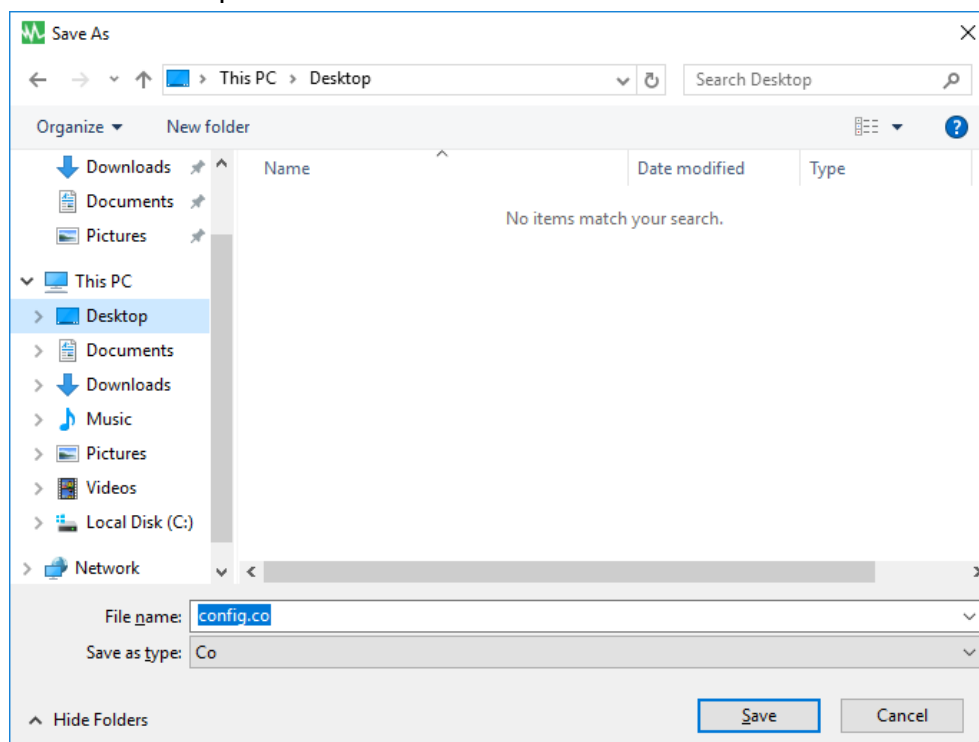 Save As
This PC > Desktop
Search Desktop
Organize
New folder
Downloads
Documents
Pictures
This PC
Desktop
Documents
Downloads
Music
Pictures
Videos
Local Disk (C:)
Network
Name
Date modified
Type
No items match your search.
File name: config.co
Save as type: Co
Hide Folders
Save
Cancel